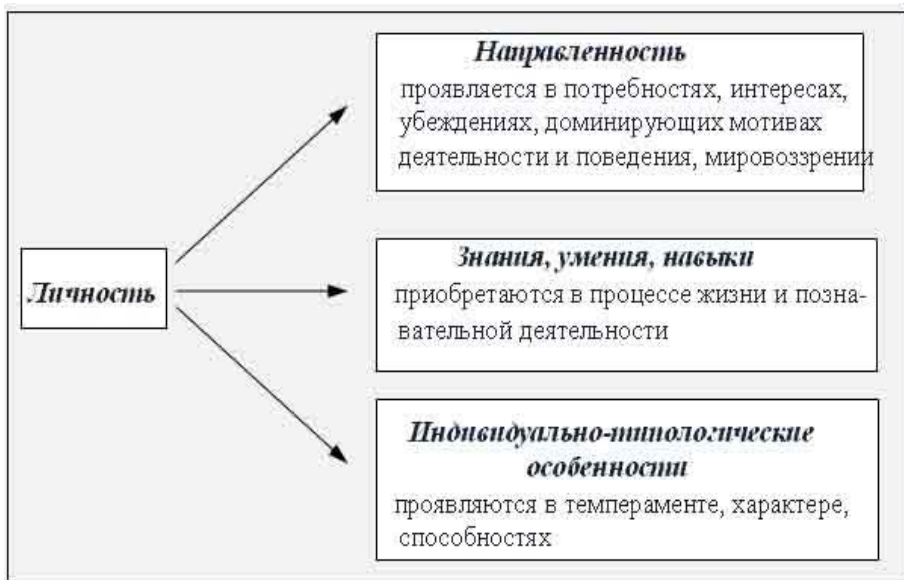 Направленность
проявляется в потребностях, интересах,
убеждениях, доминирующих мотивах
деятельности и поведения, мировоззрении
Личность
Знания, умения, навыки
приобретаются в процессе жизни и позна-
вательной деятельности
Индивидуально-типологические
особенности
проявляются в темпераменте, характере,
способностях